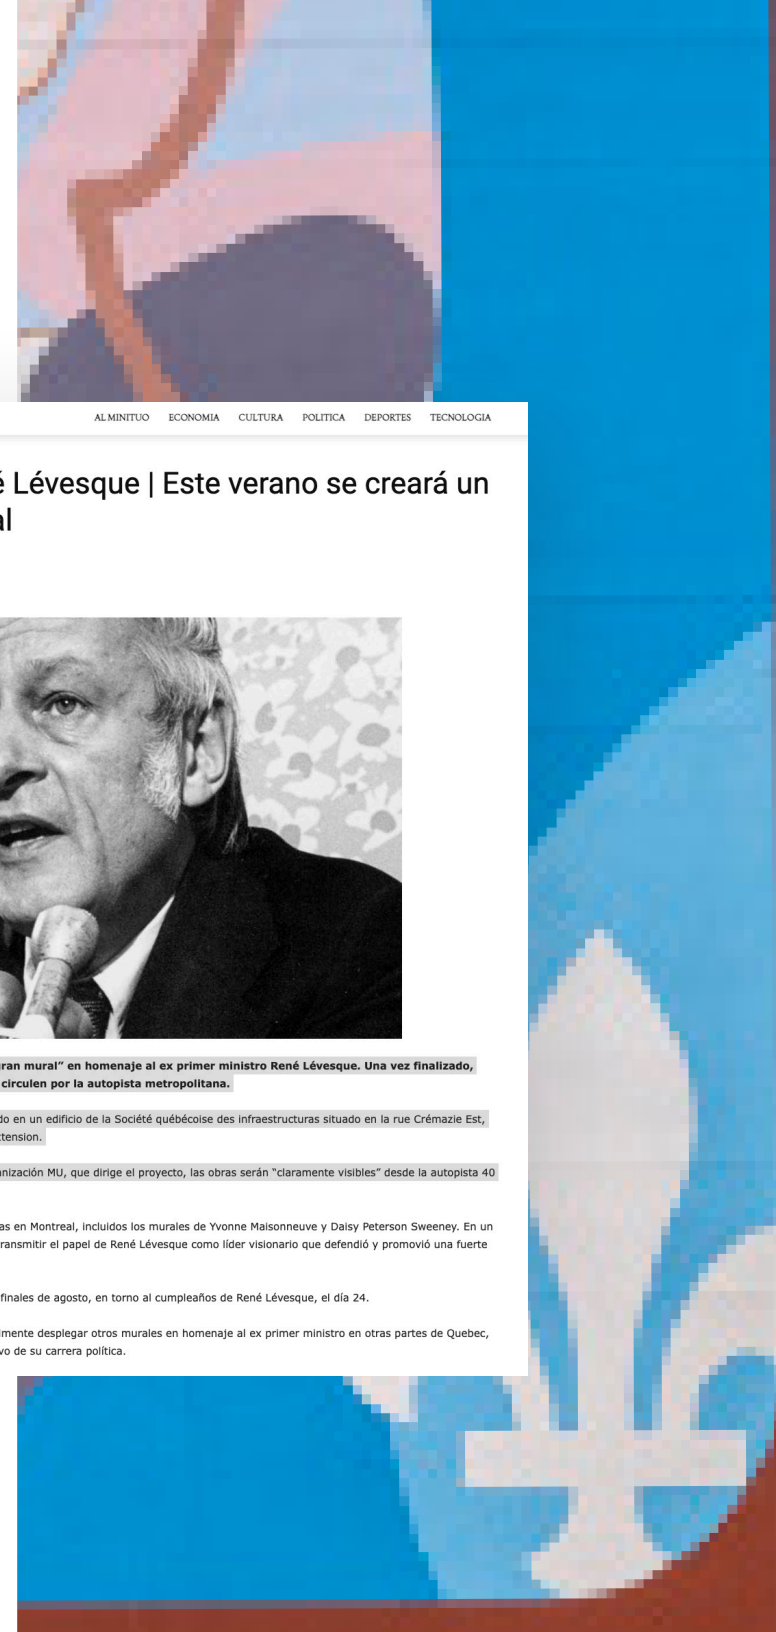 AL MINITUO ECONOMIA CULTURA POLITICA DEPORTES TECNOLOGIA
é Lévesque | Este verano se creará un
al
gran mural” en homenaje al ex primer ministro René Lévesque. Una vez finalizado,
circulen por la autopista metropolitana.
do en un edificio de la Société québécoise des infraestructuras situado en la rue Crémazie Est,
xtension.
anización MU, que dirige el proyecto, las obras serán “claramente visibles” desde la autopista 40
as en Montreal, incluidos los murales de Yvonne Maisonneuve y Daisy Peterson Sweeney. En un
transmitir el papel de René Lévesque como líder visionario que defendió y promovió una fuerte
finales de agosto, en torno al cumpleaños de René Lévesque, el día 24.
lmente desplegar otros murales en homenaje al ex primer ministro en otras partes de Quebec,
vo de su carrera política.